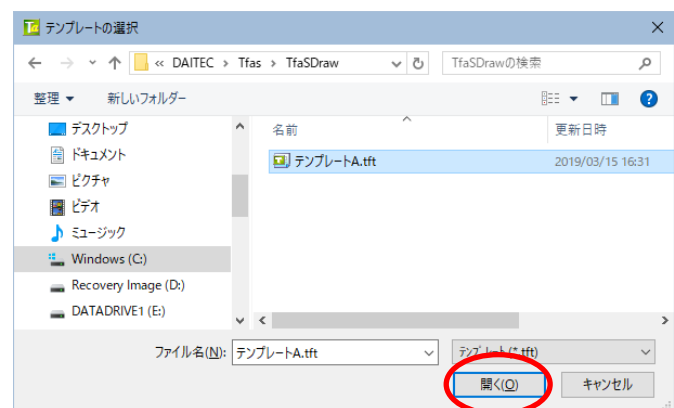 テンプレートの選択
« DAITEC > Tfas > TfaSDraw
TfaSDrawの検索
整理 新しいフォルダー
名前 更新日時
デスクトップ
ドキュメント
ピクチャ
ビデオ
ミュージック
Windows (C:)
Recovery Image (D:)
DATADRIVE1 (E:)
テンプレートA.tft 2019/03/15 16:31
ファイル名(N): テンプレートA.tft
テンプレート(*.tft)
開く(O) キャンセル